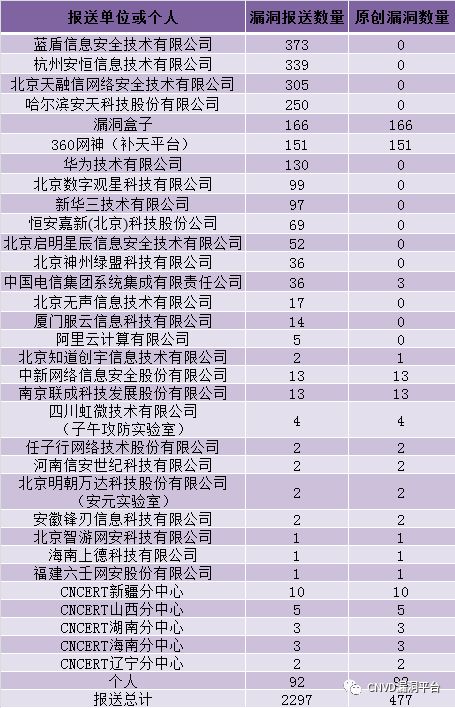 报送单位或个人 漏洞报送数量 原创漏洞数量
蓝盾信息安全技术有限公司 373 0
杭州安恒信息技术有限公司 339 0
北京天融信网络安全技术有限公司 305 0
哈尔滨安天科技股份有限公司 250 0
漏洞盒子 166 166
360网神（补天平台） 151 151
华为技术有限公司 130 0
北京数字观星科技有限公司 99 0
新华三技术有限公司 97 0
恒安嘉新(北京)科技股份公司 69 0
北京启明星辰信息安全技术有限公司 52 0
北京神州绿盟科技有限公司 36 0
中国电信集团系统集成有限责任公司 36 3
北京无声信息技术有限公司 17 0
厦门服云信息科技有限公司 14 0
阿里云计算有限公司 5 0
北京知道创宇信息技术有限公司 2 1
中新网络信息安全股份有限公司 13 13
南京联成科技发展股份有限公司 13 13
四川虹微技术有限公司
（子午攻防实验室） 4 4
任子行网络技术股份有限公司 2 2
河南信安世纪科技有限公司 2 2
北京明朝万达科技股份有限公司
（安元实验室） 2 2
安徽锋刃信息科技有限公司 2 2
北京智游网安科技有限公司 1 1
海南上德科技有限公司 1 1
福建六壬网安股份有限公司 1 1
CNCERT新疆分中心 10 10
CNCERT山西分中心 5 5
CNCERT湖南分中心 3 3
CNCERT海南分中心 3 3
CNCERT辽宁分中心 2 2
个人 92
报送总计 2297 477
CNVD漏洞平台